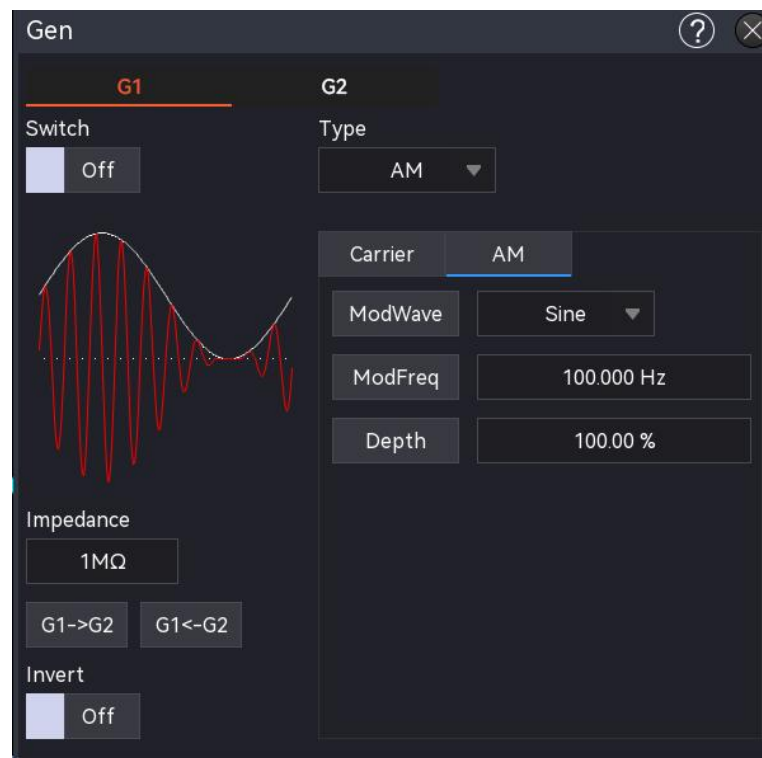 Gen
?
G1 G2
Switch Type
Off AM
Carrier AM
ModWave Sine
ModFreq 100.000 Hz
Depth 100.00 %
Impedance
1MΩ
G1->G2 G1<-G2
Invert
Off